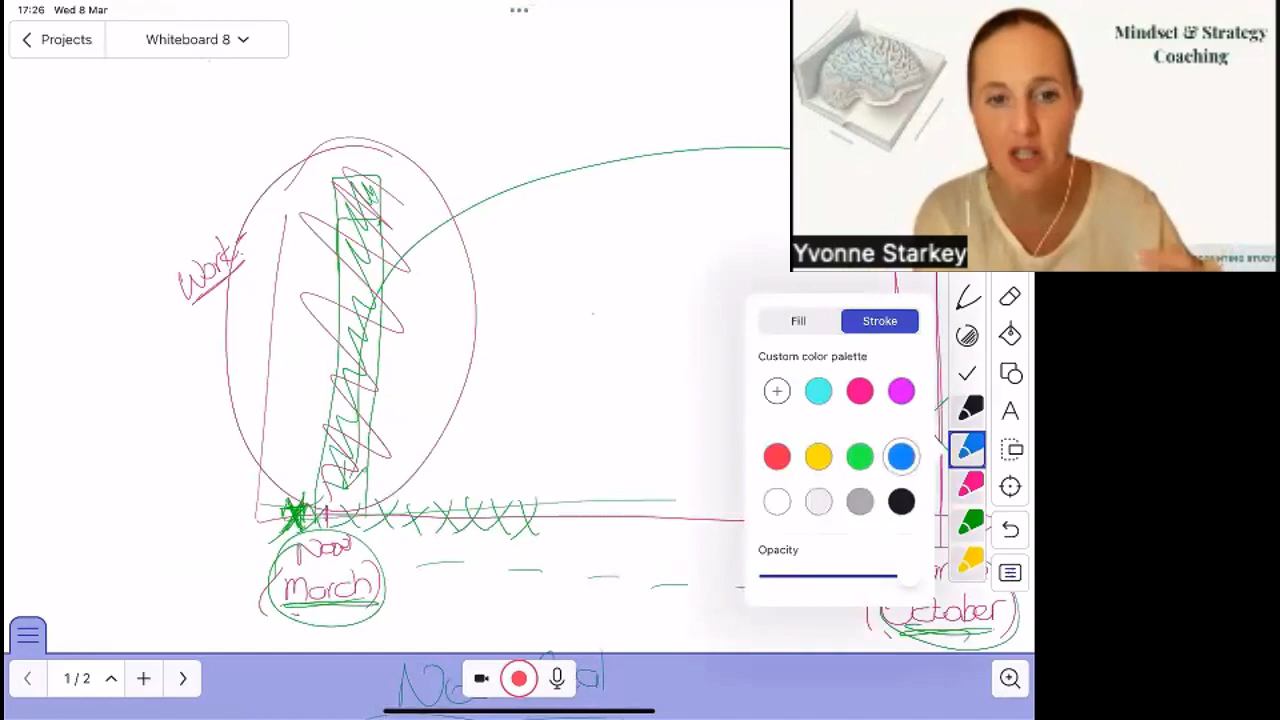 17:26 Wed 8 Mar
Projects
Whiteboard 8
Mindset & Strategy
Coaching
Yvonne Starkey
Work
Fill
Stroke
Custom color palette
Opacity
A
Now
(March)
October
1 / 2